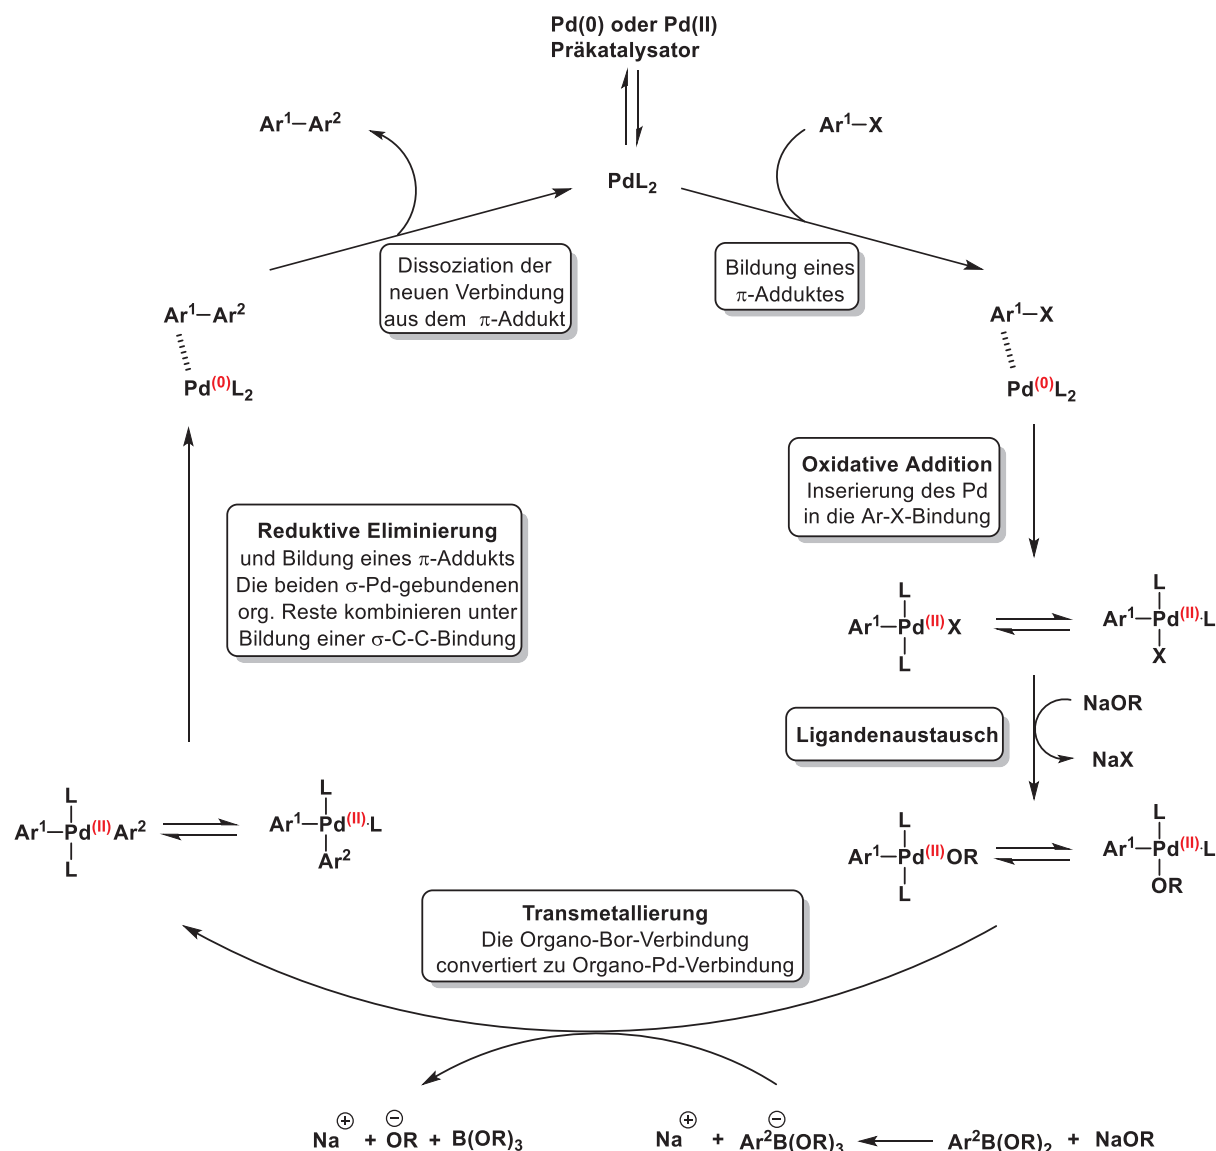 Pd(0) oder Pd(II)
Präkatalysator
Ar¹–Ar²
Ar¹–X
PdL₂
Dissoziation der
neuen Verbindung
aus dem π-Addukt
Bildung eines
π-Adduktes
Ar¹–Ar²
Pd⁽⁰⁾L₂
Ar¹–X
Pd⁽⁰⁾L₂
Oxidative Addition
Inserierung des Pd
in die Ar-X-Bindung
Reduktive Eliminierung
und Bildung eines π-Addukts
Die beiden σ-Pd-gebundenen
org. Reste kombinieren unter
Bildung einer σ-C-C-Bindung
L
Ar¹–Pd(II) X
L
L
Ar¹–Pd(II) L
X
NaOR
Ligandenaustausch
NaX
L
Ar¹–Pd(II) Ar²
L
L
Ar¹–Pd(II) L
Ar²
L
Ar¹–Pd(II) OR
L
L
Ar¹–Pd(II) L
OR
Transmetallierung
Die Organo-Bor-Verbindung
convertiert zu Organo-Pd-Verbindung
Na⊕ + ⊖OR + B(OR)₃
Na⊕ + Ar²B⊖(OR)₃ ← Ar²B(OR)₂ + NaOR